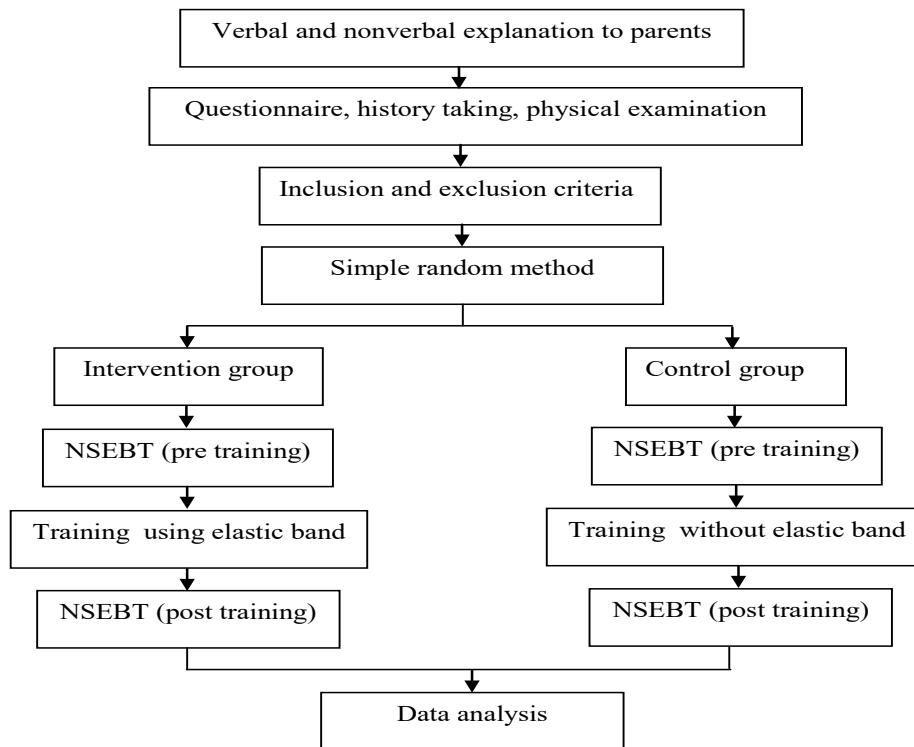 Verbal and nonverbal explanation to parents
Questionnaire, history taking, physical examination
Inclusion and exclusion criteria
Simple random method
Intervention group
Control group
NSEBT (pre training)
NSEBT (pre training)
Training using elastic band
Training without elastic band
NSEBT (post training)
NSEBT (post training)
Data analysis